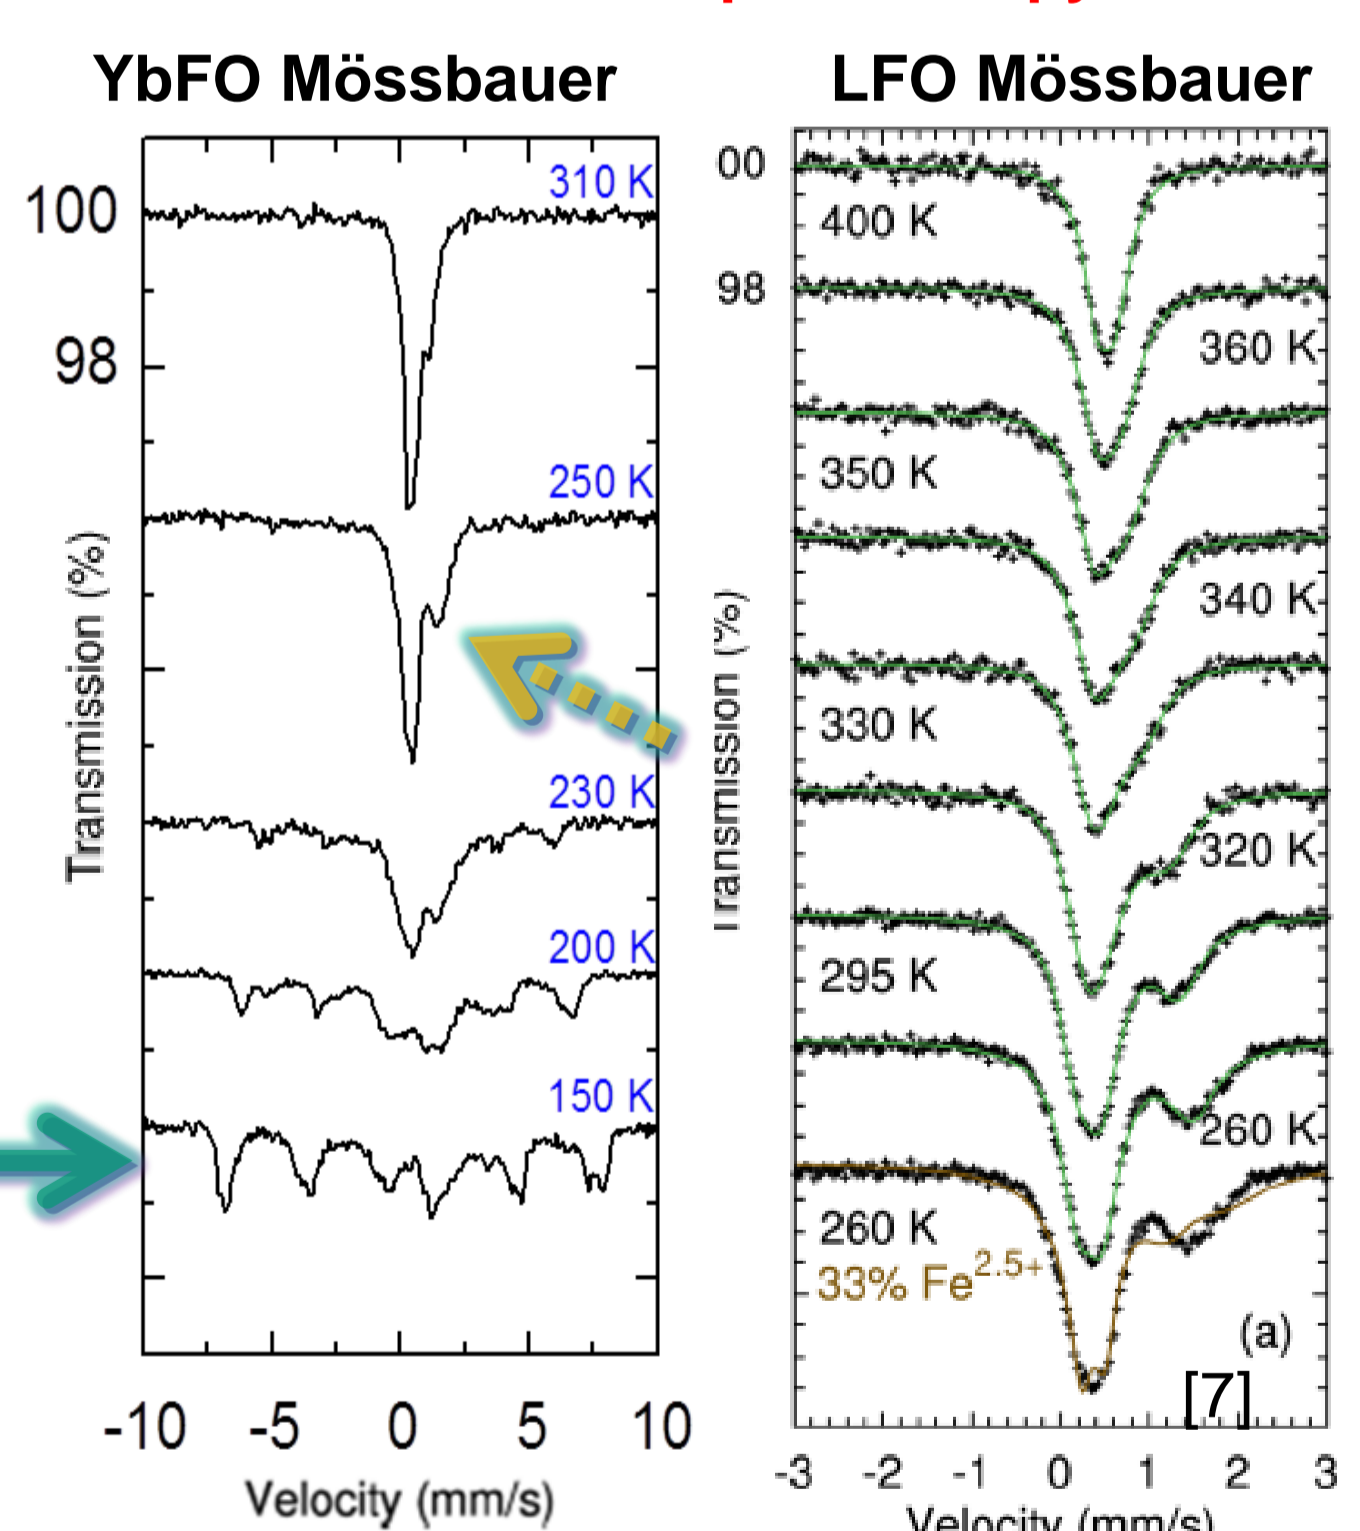 YbFO Mössbauer
100
98
310 K
250 K
230 K
200 K
150 K
Transmission (%)
-10 -5 0 5 10
Velocity (mm/s)
LFO Mössbauer
00
98
400 K
360 K
350 K
340 K
330 K
320 K
295 K
260 K
260 K
33% Fe2.5+
(a)
[7]
Transmission (%)
-3 -2 -1 0 1 2 3
Velocity (mm/s)